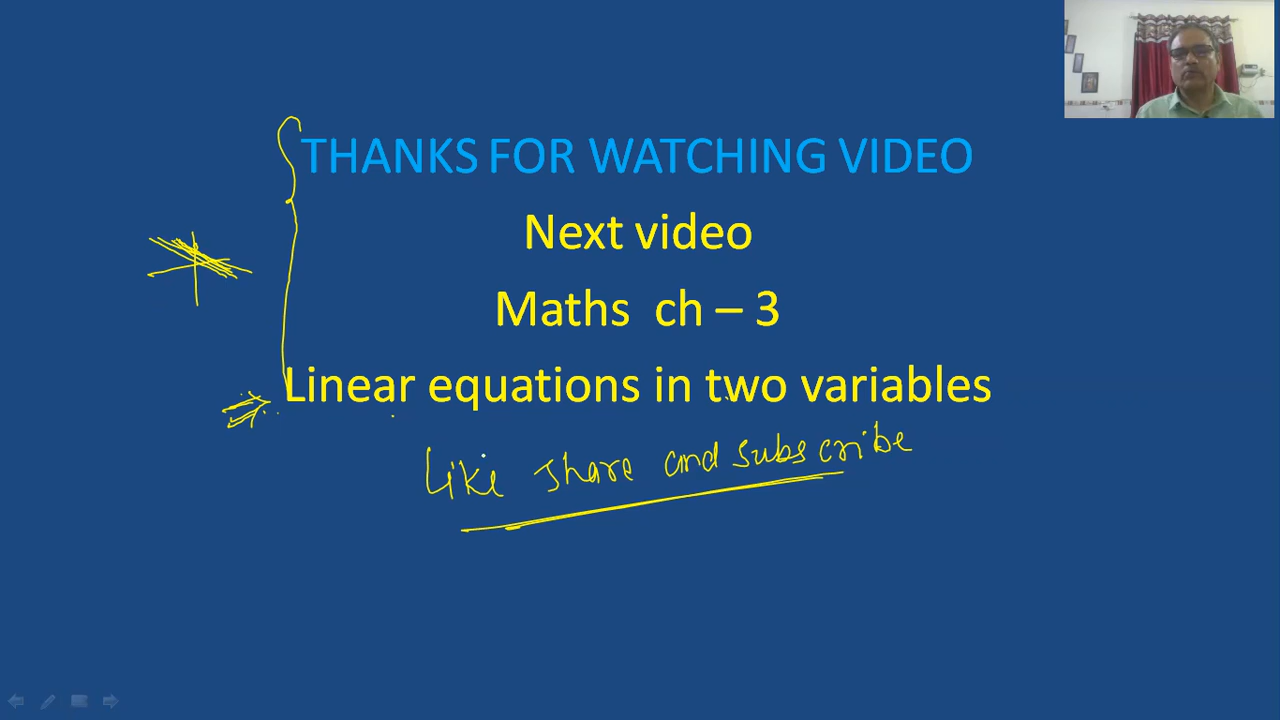 THANKS FOR WATCHING VIDEO
Next video
Maths ch – 3
Linear equations in two variables
Like share and subscribe